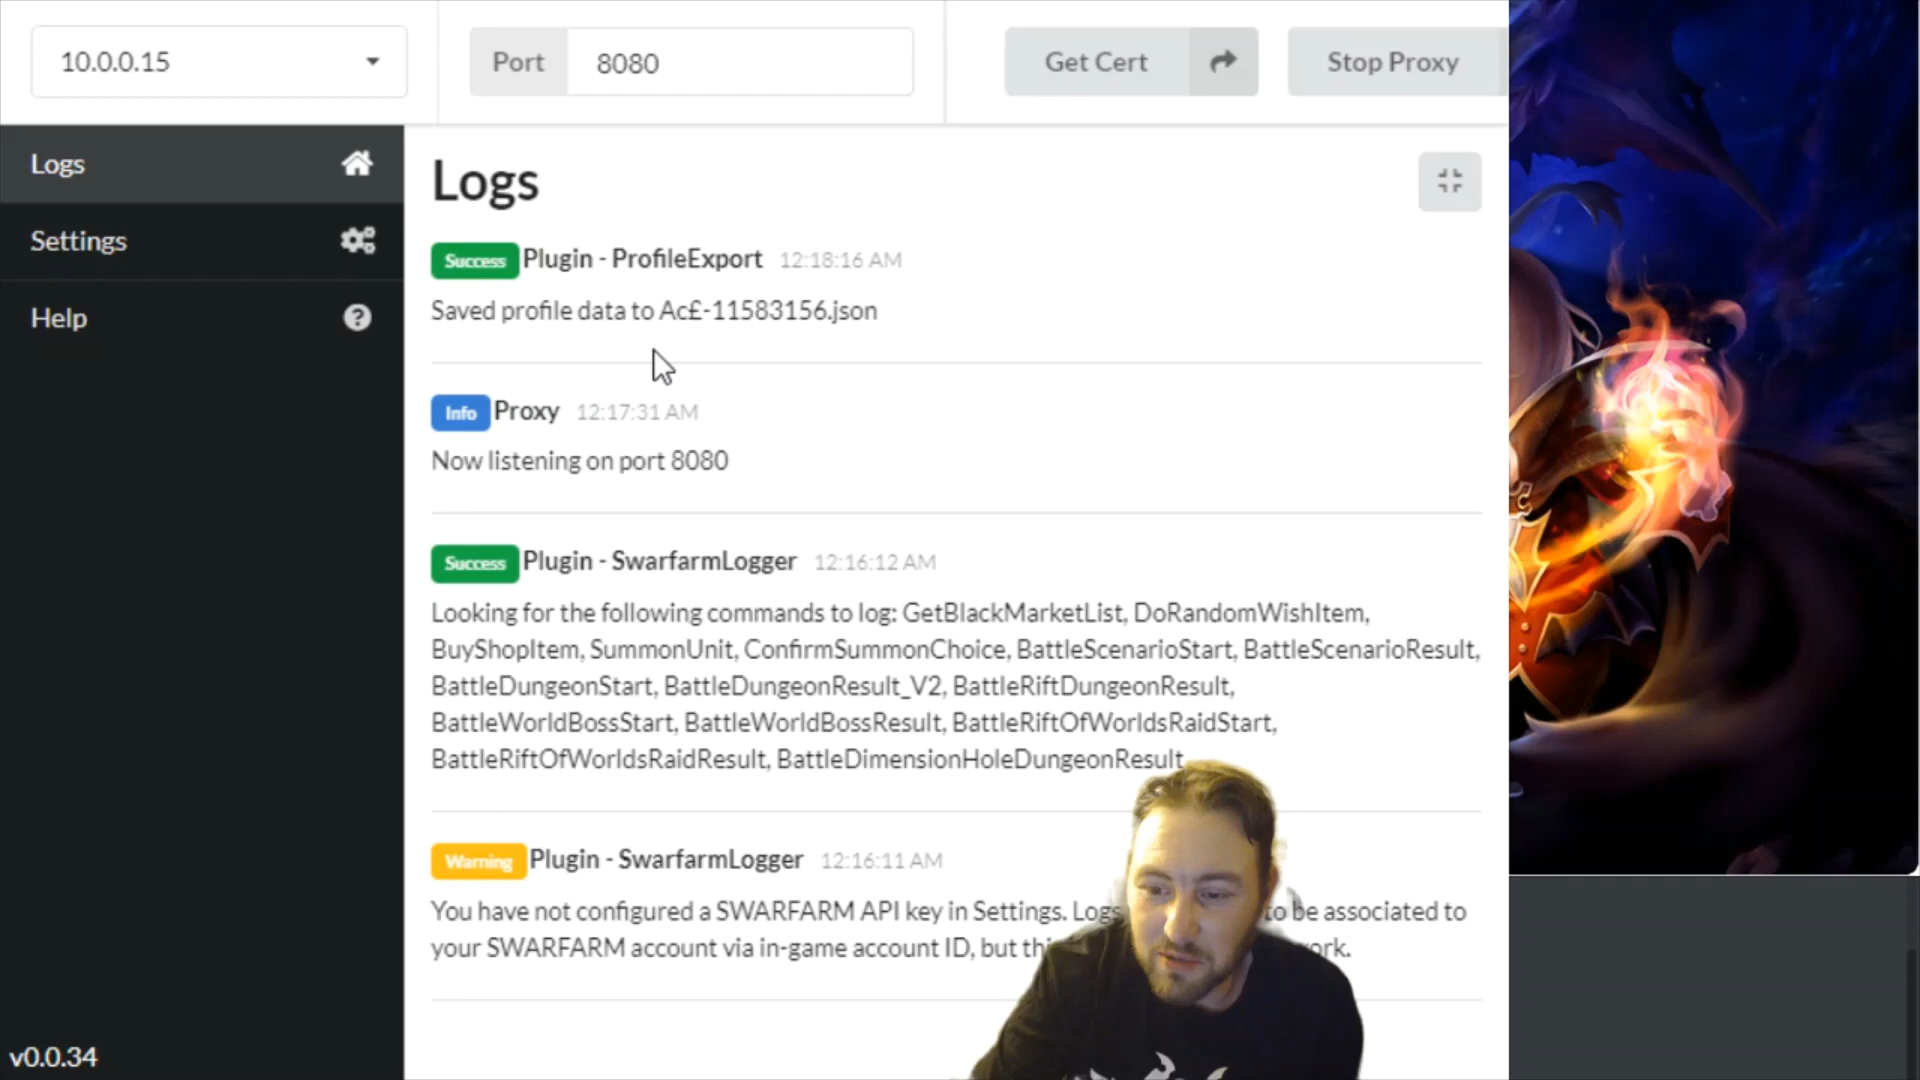 10.0.0.15
Port 8080
Get Cert
Stop Proxy
Logs
Settings
Help
v0.0.34
Logs
Success Plugin - ProfileExport 12:18:16 AM
Saved profile data to Ac£-11583156.json
Info Proxy 12:17:31 AM
Now listening on port 8080
Success Plugin - SwarfarmLogger 12:16:12 AM
Looking for the following commands to log: GetBlackMarketList, DoRandomWishItem,
BuyShopItem, SummonUnit, ConfirmSummonChoice, BattleScenarioStart, BattleScenarioResult,
BattleDungeonStart, BattleDungeonResult_V2, BattleRiftDungeonResult,
BattleWorldBossStart, BattleWorldBossResult, BattleRiftOfWorldsRaidStart,
BattleRiftOfWorldsRaidResult, BattleDimensionHoleDungeonResult
Warning Plugin - SwarfarmLogger 12:16:11 AM
You have not configured a SWARFARM API key in Settings. Logs to be associated to
your SWARFARM account via in-game account ID, but